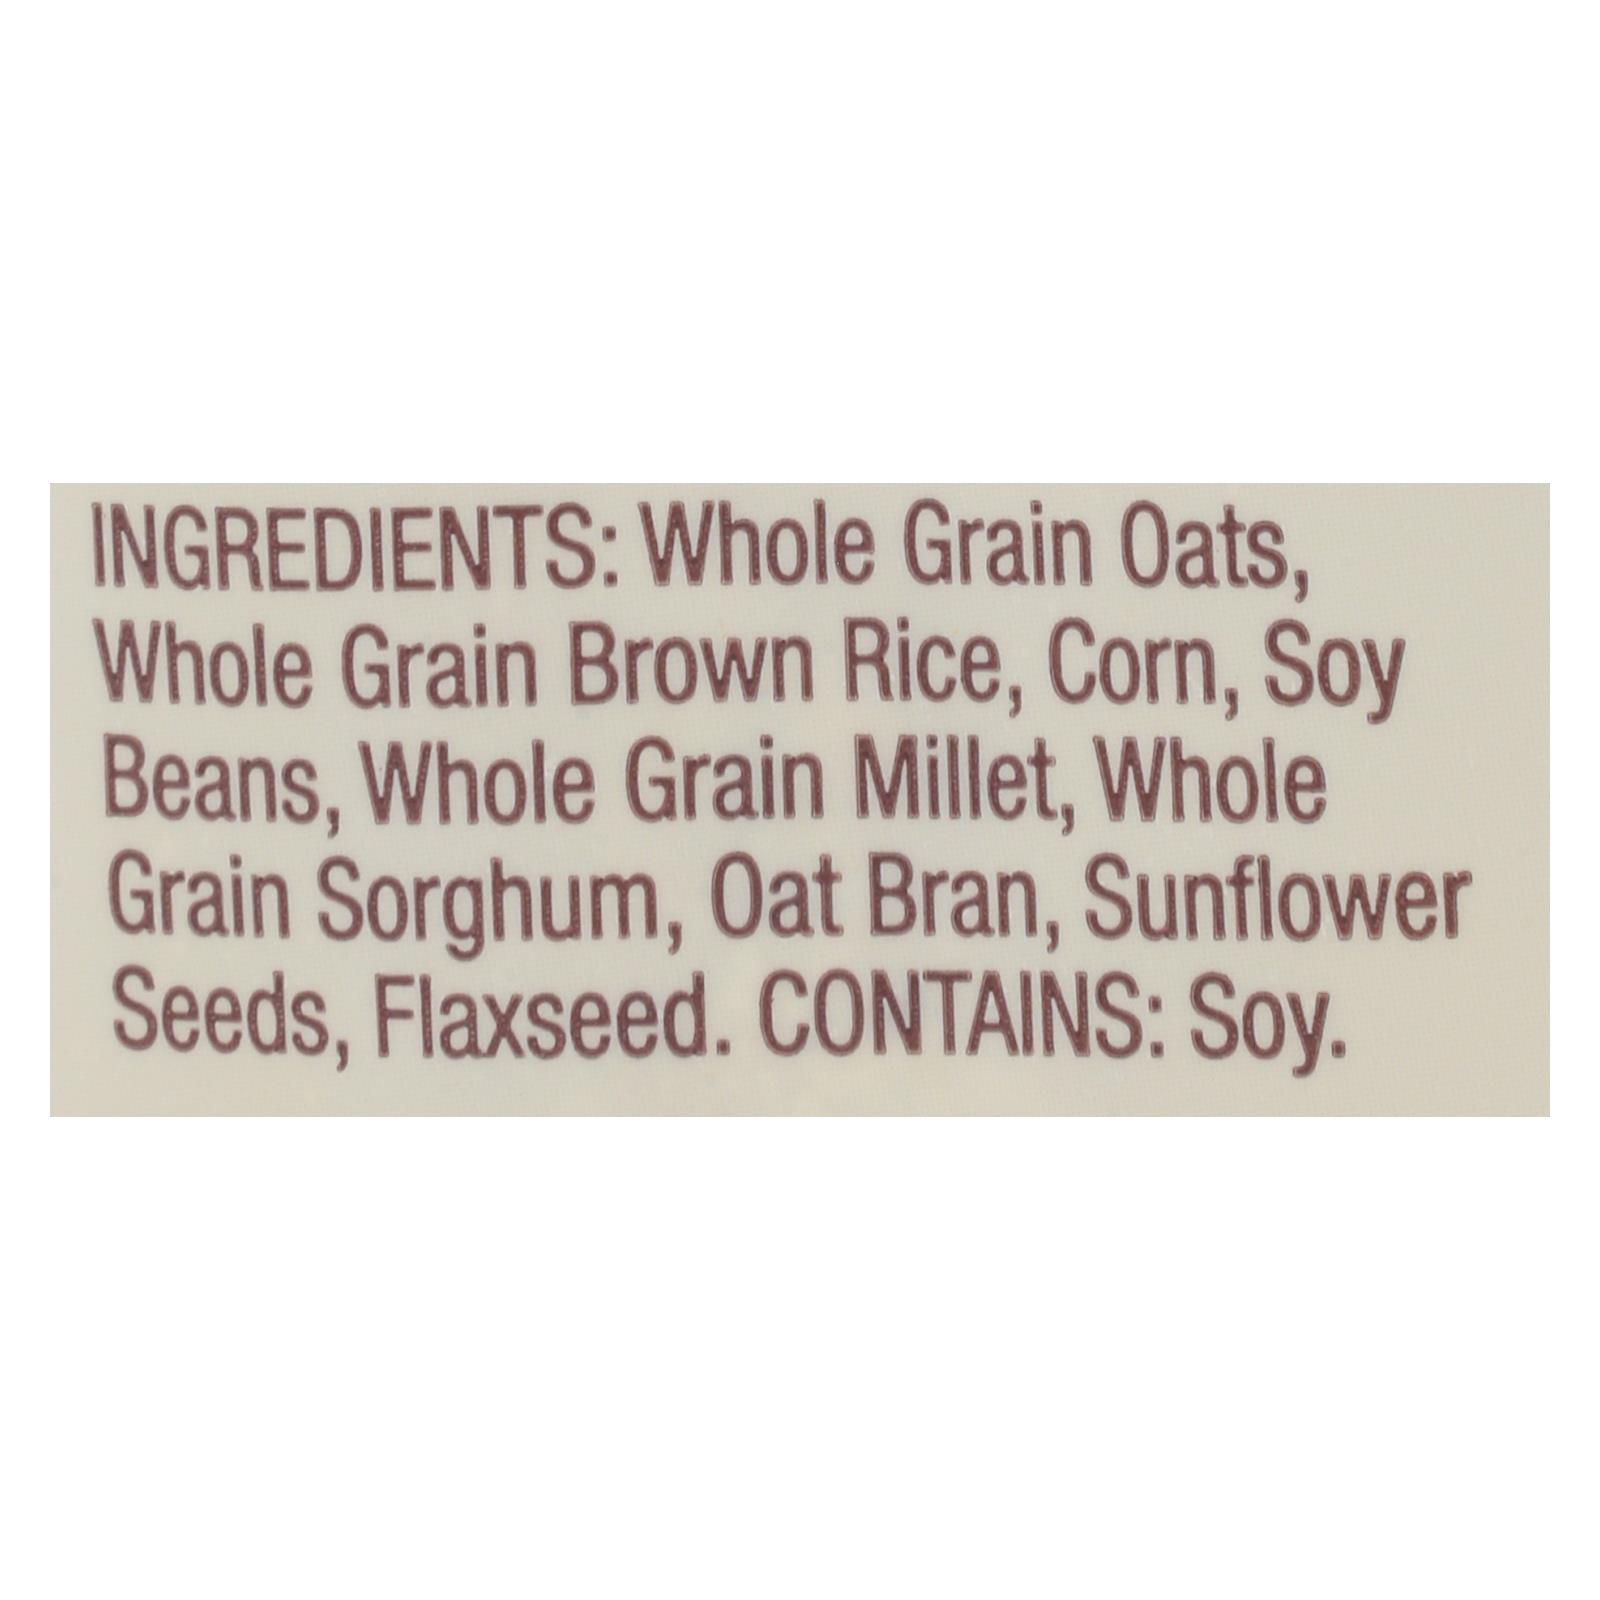 INGREDIENTS: Whole Grain Oats,
Whole Grain Brown Rice, Corn, Soy
Beans, Whole Grain Millet, Whole
Grain Sorghum, Oat Bran, Sunflower
Seeds, Flaxseed. CONTAINS: Soy.